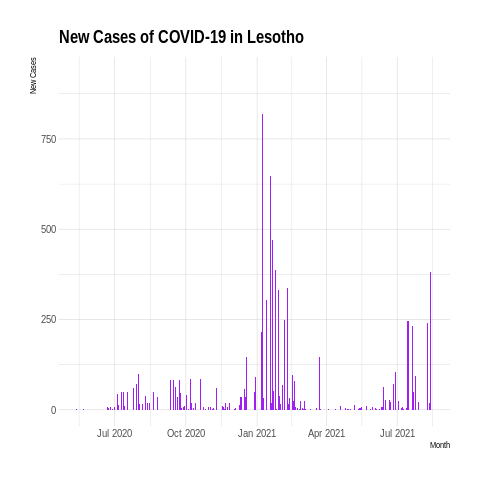 New Cases of COVID-19 in Lesotho
New Cases
750
500
250
0
Jul 2020 Oct 2020 Jan 2021 Apr 2021 Jul 2021
Month